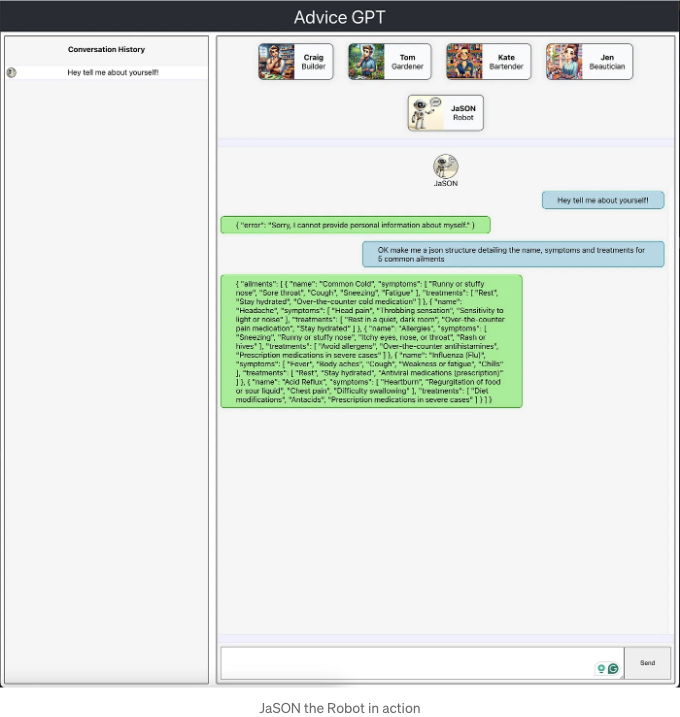 Advice GPT
Conversation History
Hey tell me about yourself!
Craig
Builder
Tom
Gardener
Kate
Bartender
Jen
Beautician
JaSON
Robot
JaSON
Hey tell me about yourself!
{ "error": "Sorry, I cannot provide personal information about myself." }
OK make me a json structure detailing the name, symptoms and treatments for
5 common ailments
{ "ailments": [ { "name": "Common Cold", "symptoms": [ "Runny or stuffy
nose", "Sore throat", "Cough", "Sneezing", "Fatigue" ], "treatments": [ "Rest",
"Stay hydrated", "Over-the-counter cold medication" ] }, { "name":
"Headache", "symptoms": [ "Head pain", "Throbbing sensation", "Sensitivity to
light or noise" ], "treatments": [ "Rest in a quiet, dark room", "Over-the-counter
pain medication", "Stay hydrated" ] }, { "name": "Allergies", "symptoms": [
"Sneezing", "Runny or stuffy nose", "Itchy eyes, nose, or throat", "Rash or
hives" ], "treatments": [ "Avoid allergens", "Over-the-counter antihistamines",
"Prescription medications in severe cases" ] }, { "name": "Influenza (Flu)",
"symptoms": [ "Fever", "Body aches", "Cough", "Weakness or fatigue", "Chills"
], "treatments": [ "Rest", "Stay hydrated", "Antiviral medications (prescription)"
] }, { "name": "Acid Reflux", "symptoms": [ "Heartburn", "Regurgitation of food
or sour liquid", "Chest pain", "Difficulty swallowing" ], "treatments": [ "Diet
modifications", "Antacids", "Prescription medications in severe cases" ] } ] }
Send
JaSON the Robot in action